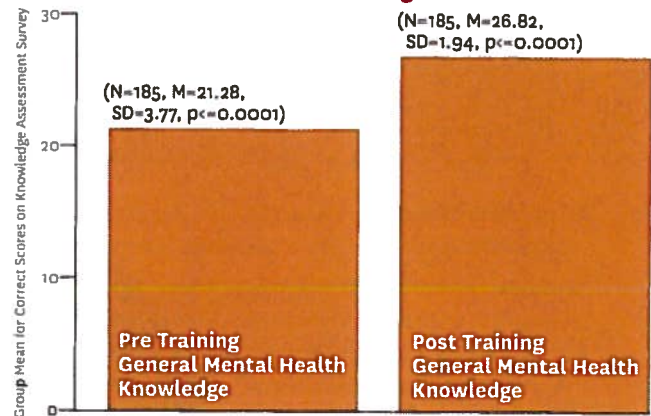 Group Mean for Correct Scores on Knowledge Assessment Survey
30
20
10
0
(N=185, M=21.28,
SD=3.77, p<=0.0001)
(N=185, M=26.82,
SD=1.94, p<=0.0001)
Pre Training
General Mental Health
Knowledge
Post Training
General Mental Health
Knowledge